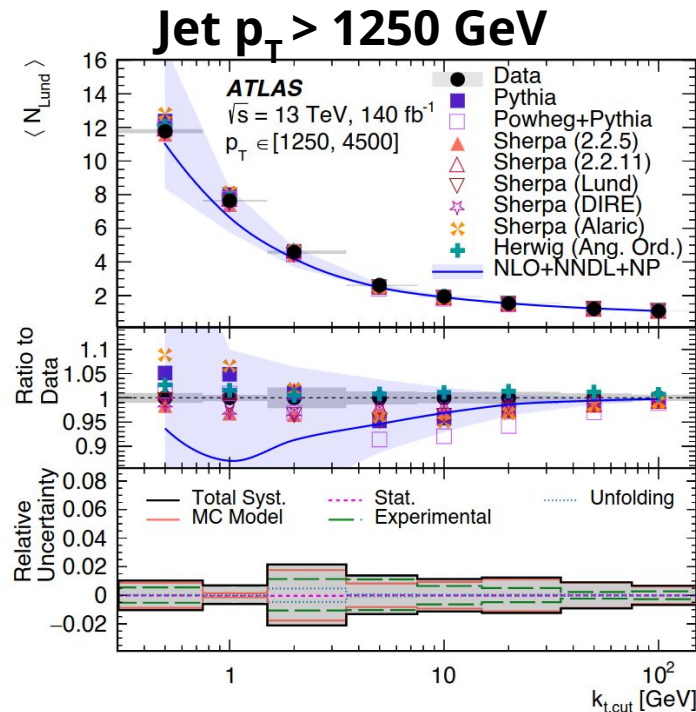 Jet p_T > 1250 GeV
⟨ N_Lund ⟩
16
14
12
10
8
6
4
2
ATLAS
√s = 13 TeV, 140 fb⁻¹
p_T ∈ [1250, 4500]
Data
Pythia
Powheg+Pythia
Sherpa (2.2.5)
Sherpa (2.2.11)
Sherpa (Lund)
Sherpa (DIRE)
Sherpa (Alaric)
Herwig (Ang. Ord.)
NLO+NNDL+NP
Ratio to
Data
1.1
1.05
1
0.95
0.9
Relative
Uncertainty
0.08
0.06
0.04
0.02
0
−0.02
Total Syst.
Stat.
Unfolding
MC Model
Experimental
1
10
10²
k_t,cut [GeV]